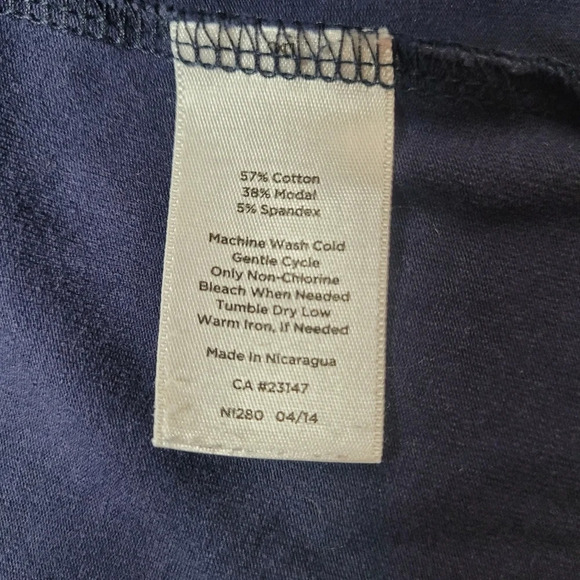 57% Cotton
38% Modal
5% Spandex
Machine Wash Cold
Gentle Cycle
Only Non-Chlorine
Bleach When Needed
Tumble Dry Low
Warm Iron, If Needed
Made in Nicaragua
CA #23147
N1280 04/14